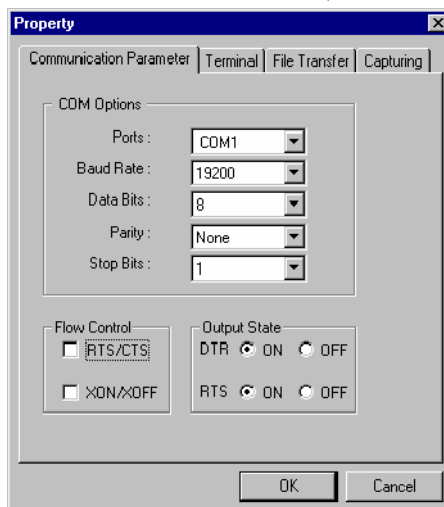 Property
Communication Parameter Terminal File Transfer Capturing
COM Options
Ports : COM1
Baud Rate : 19200
Data Bits : 8
Parity : None
Stop Bits : 1
Flow Control
RTS/CTS
XON/XOFF
Output State
DTR ON OFF
RTS ON OFF
OK Cancel